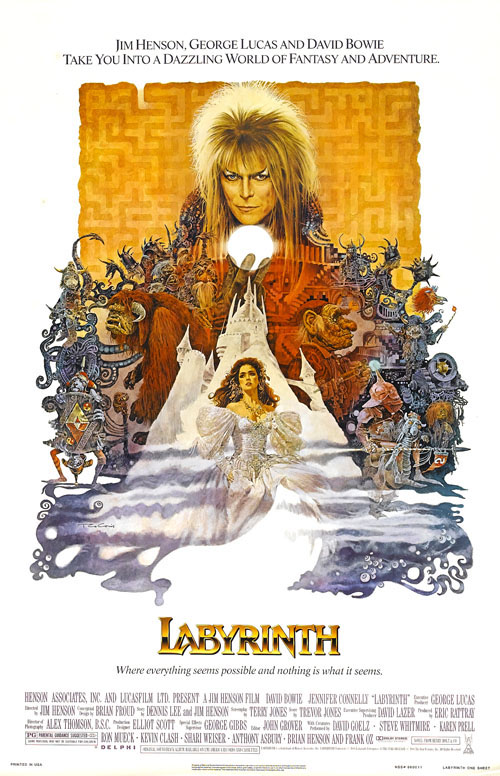 JIM HENSON, GEORGE LUCAS AND DAVID BOWIE
TAKE YOU INTO A DAZZLING WORLD OF FANTASY AND ADVENTURE.
LABYRINTH
Where everything seems possible and nothing is what it seems.
HENSON ASSOCIATES, INC. AND LUCASFILM LTD. PRESENT A JIM HENSON FILM DAVID BOWIE JENNIFER CONNELLY "LABYRINTH" Executive Producer GEORGE LUCAS
Directed by JIM HENSON Conceptual Design by BRIAN FROUD Story by DENNIS LEE and JIM HENSON Screenplay by TERRY JONES Score by TREVOR JONES Executive Supervising Producer DAVID LAZER Produced by ERIC RATTRAY
Director of Photography ALEX THOMSON, B.S.C. Production Designer ELLIOT SCOTT Special Effects Supervisor GEORGE GIBBS Editor JOHN GROVER With Creatures Performed by DAVID GOELZ - STEVE WHITMIRE - KAREN PRELL
PG PARENTAL GUIDANCE SUGGESTED RON MUECK - KEVIN CLASH - SHARI WEISER - ANTHONY ASBURY - BRIAN HENSON AND FRANK OZ DOLBY STEREO
DELPHI
PRINTED IN USA
LABYRINTH ONE SHEET